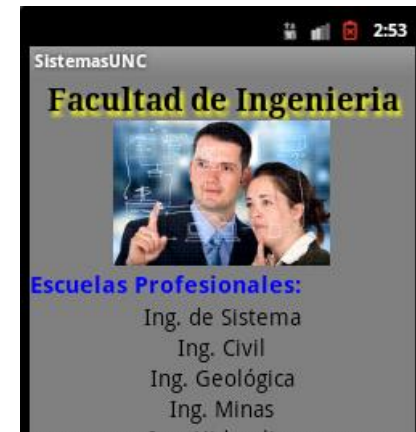 2:53
SistemasUNC
Facultad de Ingenieria
Escuelas Profesionales:
Ing. de Sistema
Ing. Civil
Ing. Geológica
Ing. Minas